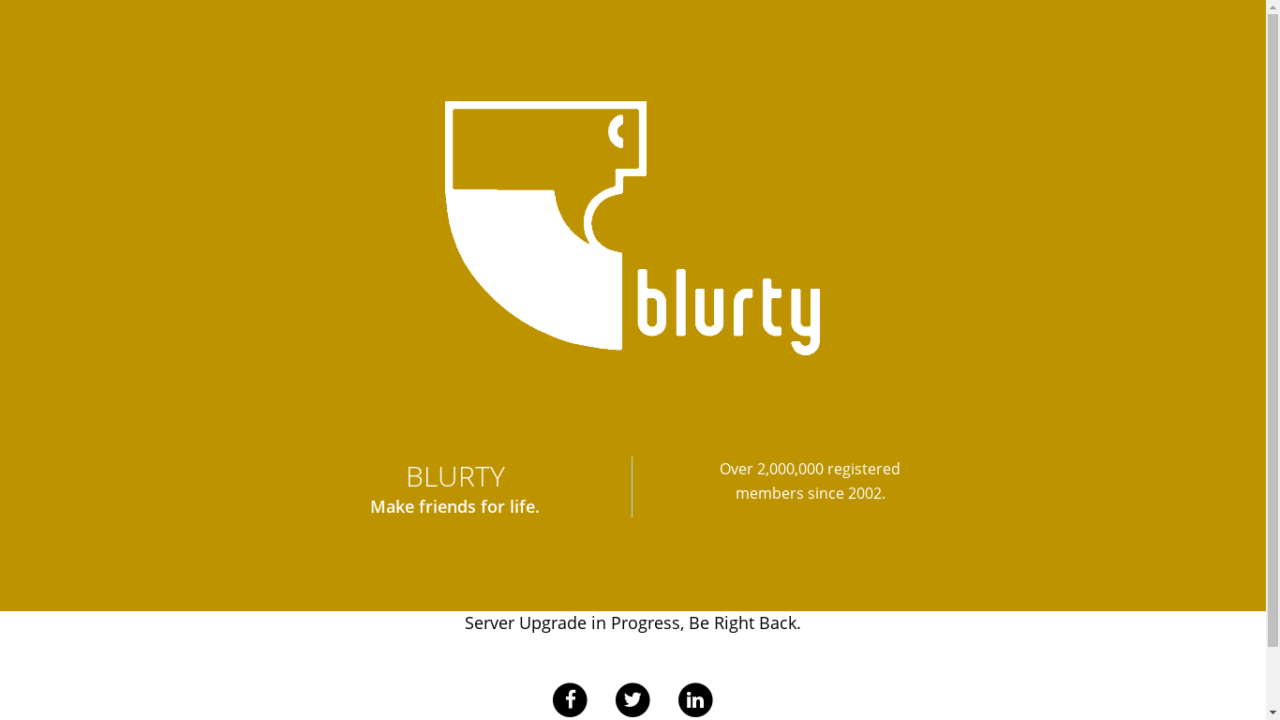 blurty
BLURTY
Make friends for life.
Over 2,000,000 registered
members since 2002.
Server Upgrade in Progress, Be Right Back.